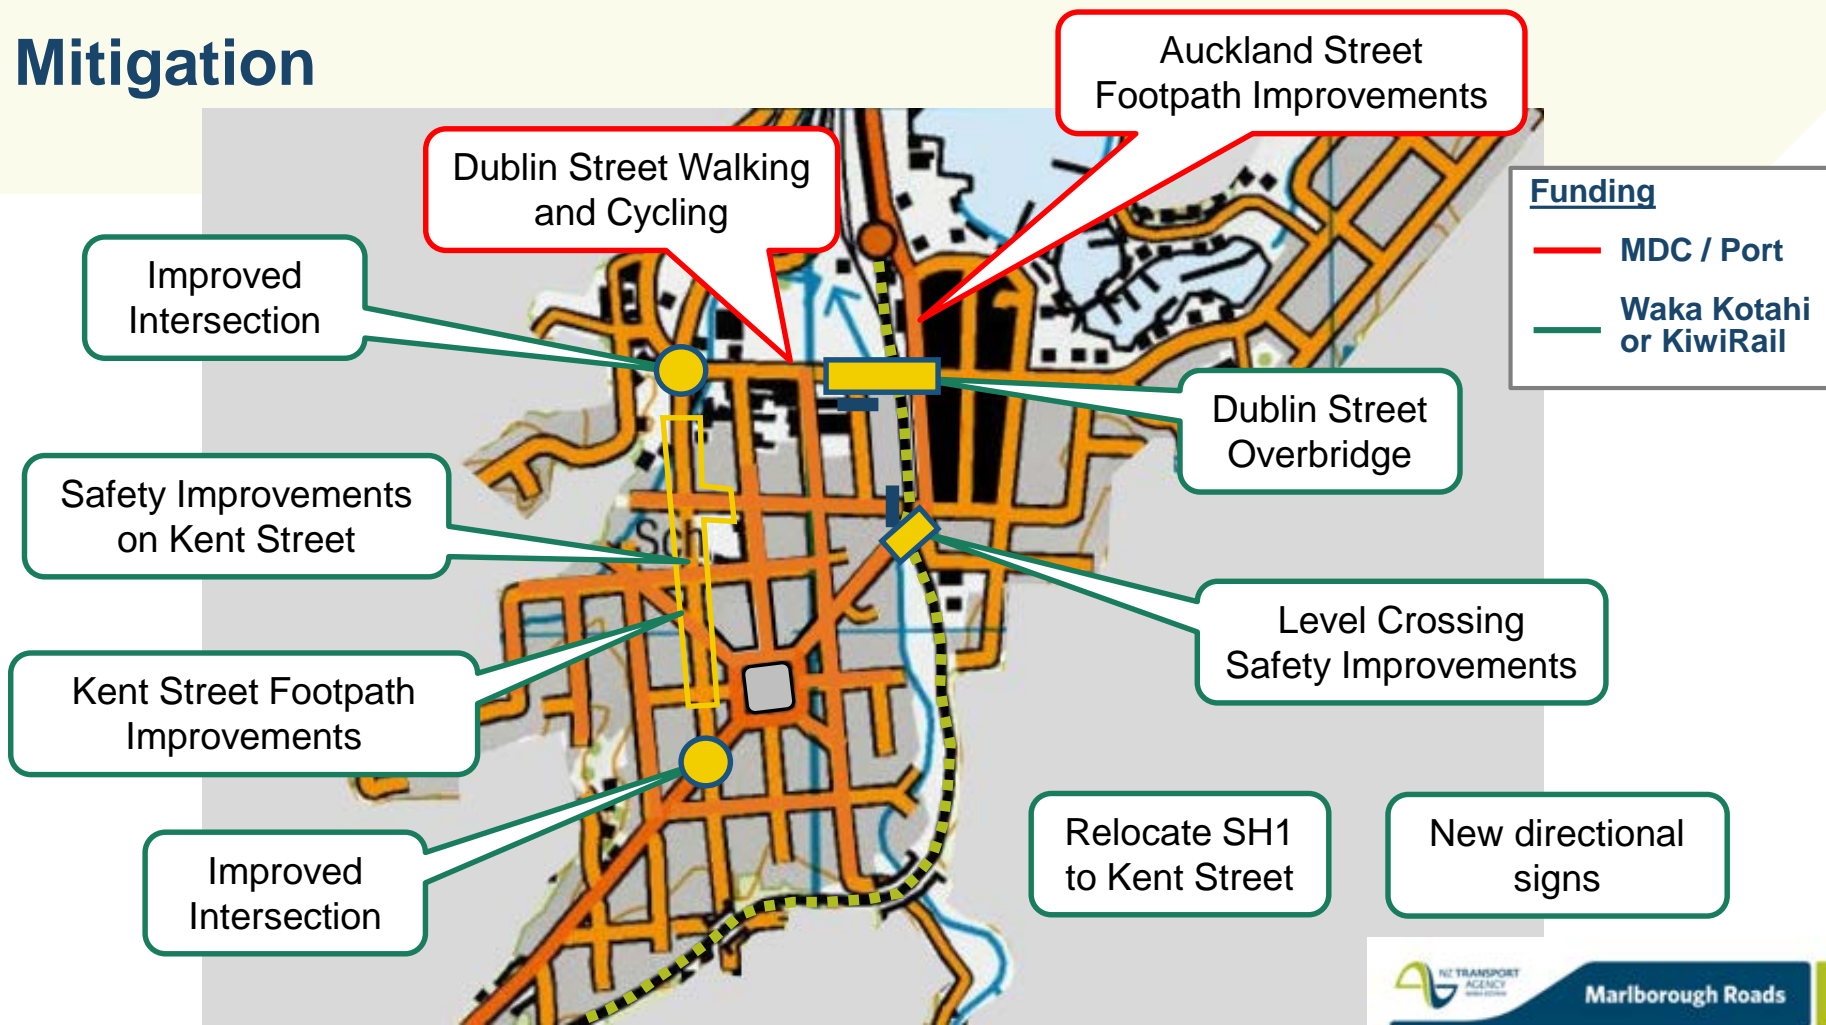 Mitigation
Auckland Street
Footpath Improvements
Dublin Street Walking
and Cycling
Funding
MDC / Port
Waka Kotahi
or KiwiRail
Improved
Intersection
Dublin Street
Overbridge
Safety Improvements
on Kent Street
Sch
Level Crossing
Safety Improvements
Kent Street Footpath
Improvements
Relocate SH1
to Kent Street
New directional
signs
Improved
Intersection
NZ TRANSPORT
AGENCY
Marlborough Roads